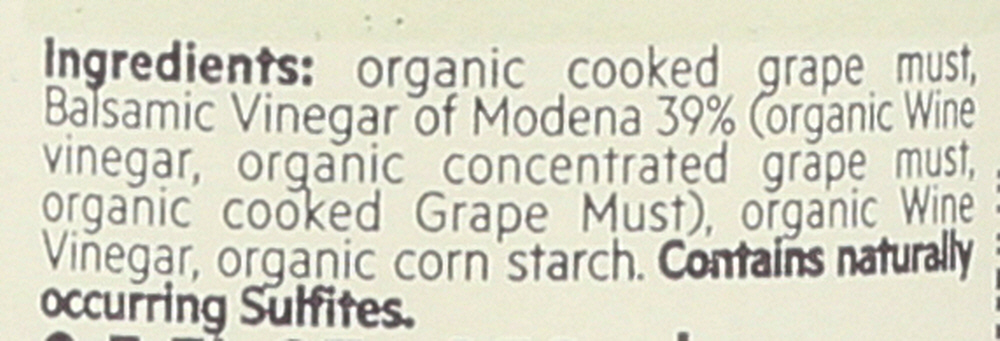 Ingredients: organic cooked grape must,
Balsamic Vinegar of Modena 39% (organic Wine
vinegar, organic concentrated grape must,
organic cooked Grape Must), organic Wine
Vinegar, organic corn starch. Contains naturally
occurring Sulfites.